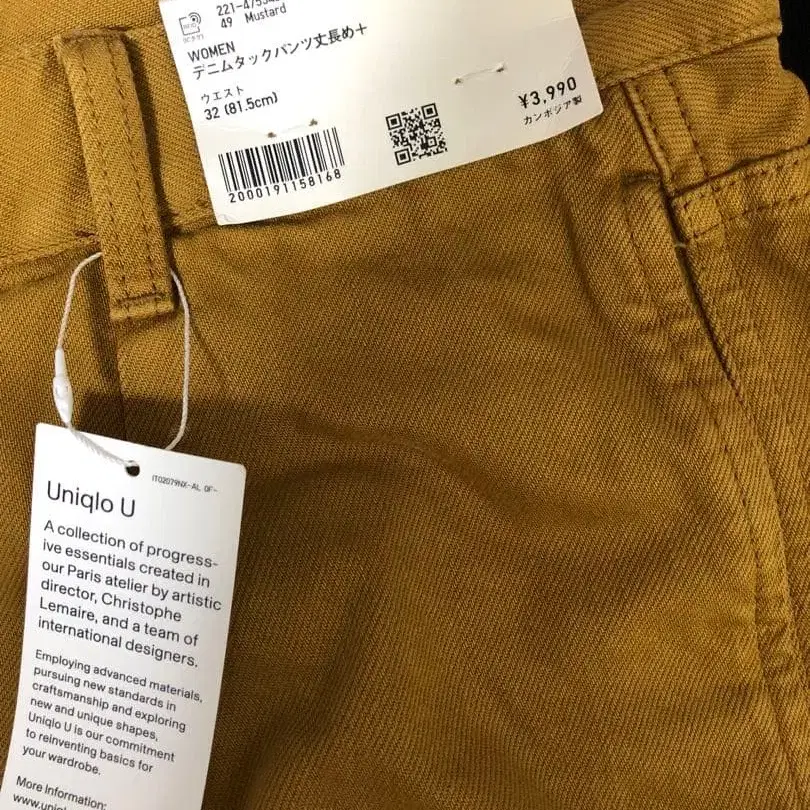 49 Mustard
WOMEN
デニムタックパンツ丈長め+
ウエスト
32 (81.5cm)
¥3,990
カンボジア製
2000191158168
IT02079NX-AL OF-
Uniqlo U
A collection of progress-
ive essentials created in
our Paris atelier by artistic
director, Christophe
Lemaire, and a team of
international designers.
Employing advanced materials,
pursuing new standards in
craftsmanship and exploring
new and unique shapes,
Uniqlo U is our commitment
to reinventing basics for
your wardrobe.
More Information: